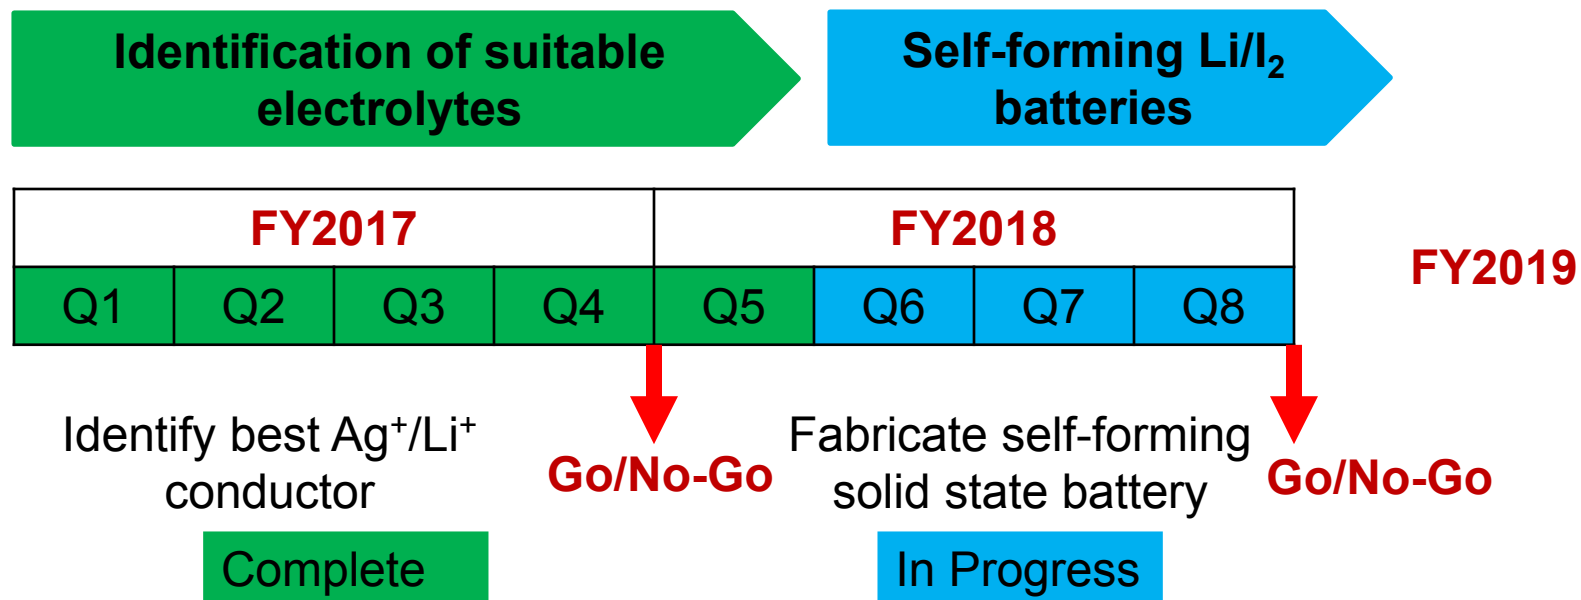 Identification of suitable
electrolytes
Self-forming Li/I₂
batteries
FY2017
FY2018
FY2019
Q1 Q2 Q3 Q4 Q5 Q6 Q7 Q8
Identify best Ag⁺/Li⁺
conductor
Go/No-Go
Fabricate self-forming
solid state battery
Go/No-Go
Complete
In Progress